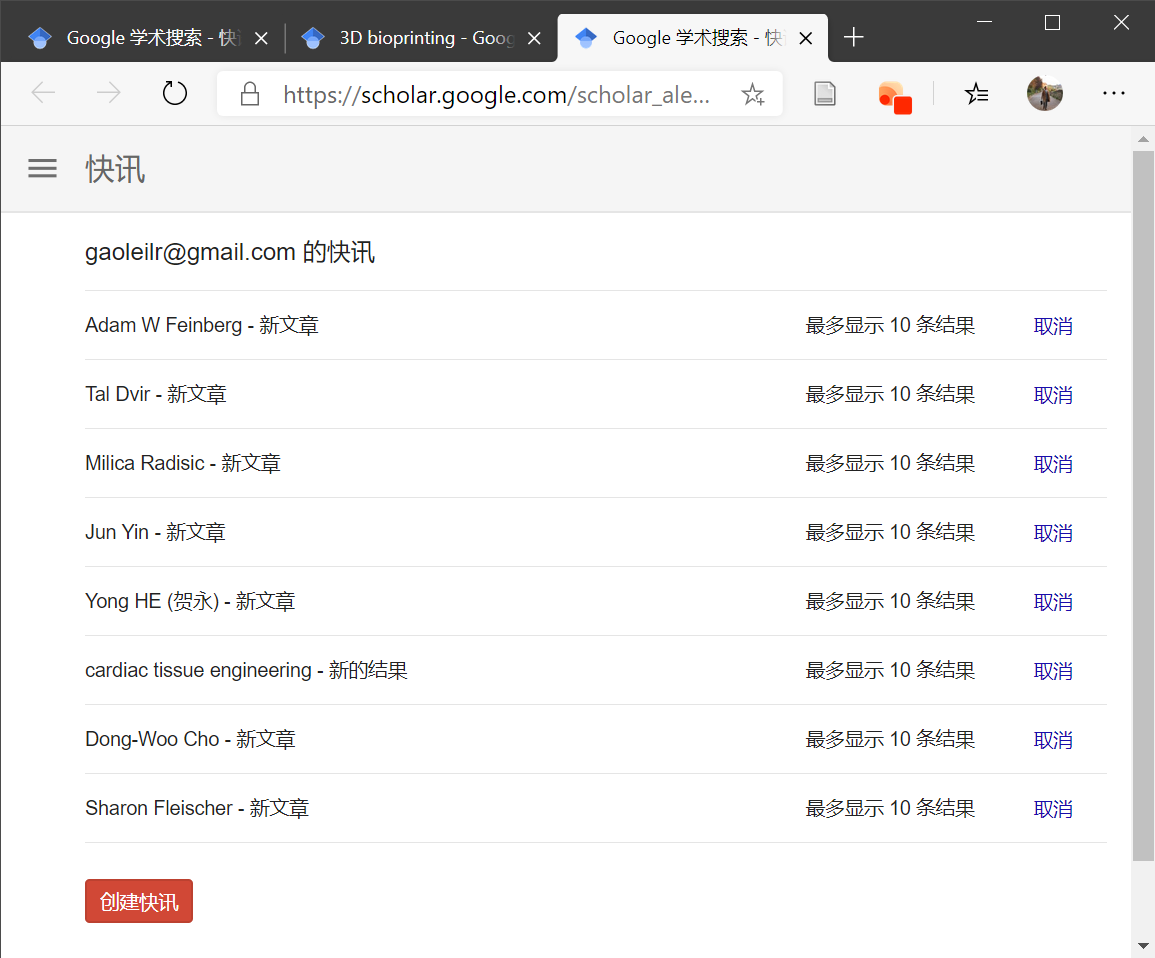 Google 学术搜索 - 快讯
3D bioprinting - Goog
Google 学术搜索 - 快讯
https://scholar.google.com/scholar_ale...
快讯
gaoleilr@gmail.com 的快讯
Adam W Feinberg - 新文章 最多显示 10 条结果 取消
Tal Dvir - 新文章 最多显示 10 条结果 取消
Milica Radisic - 新文章 最多显示 10 条结果 取消
Jun Yin - 新文章 最多显示 10 条结果 取消
Yong HE (贺永) - 新文章 最多显示 10 条结果 取消
cardiac tissue engineering - 新的结果 最多显示 10 条结果 取消
Dong-Woo Cho - 新文章 最多显示 10 条结果 取消
Sharon Fleischer - 新文章 最多显示 10 条结果 取消
创建快讯